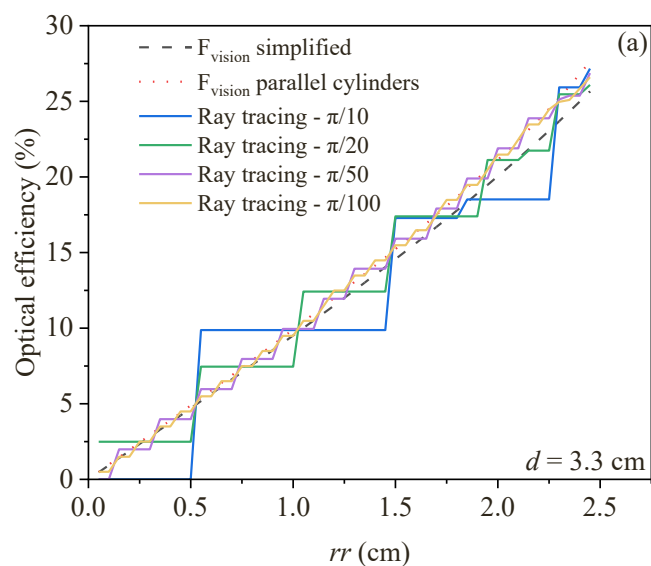 (a)
F_vision simplified
F_vision parallel cylinders
Ray tracing - π/10
Ray tracing - π/20
Ray tracing - π/50
Ray tracing - π/100
Optical efficiency (%)
30
25
20
15
10
5
0
d = 3.3 cm
0.0 0.5 1.0 1.5 2.0 2.5
rr (cm)